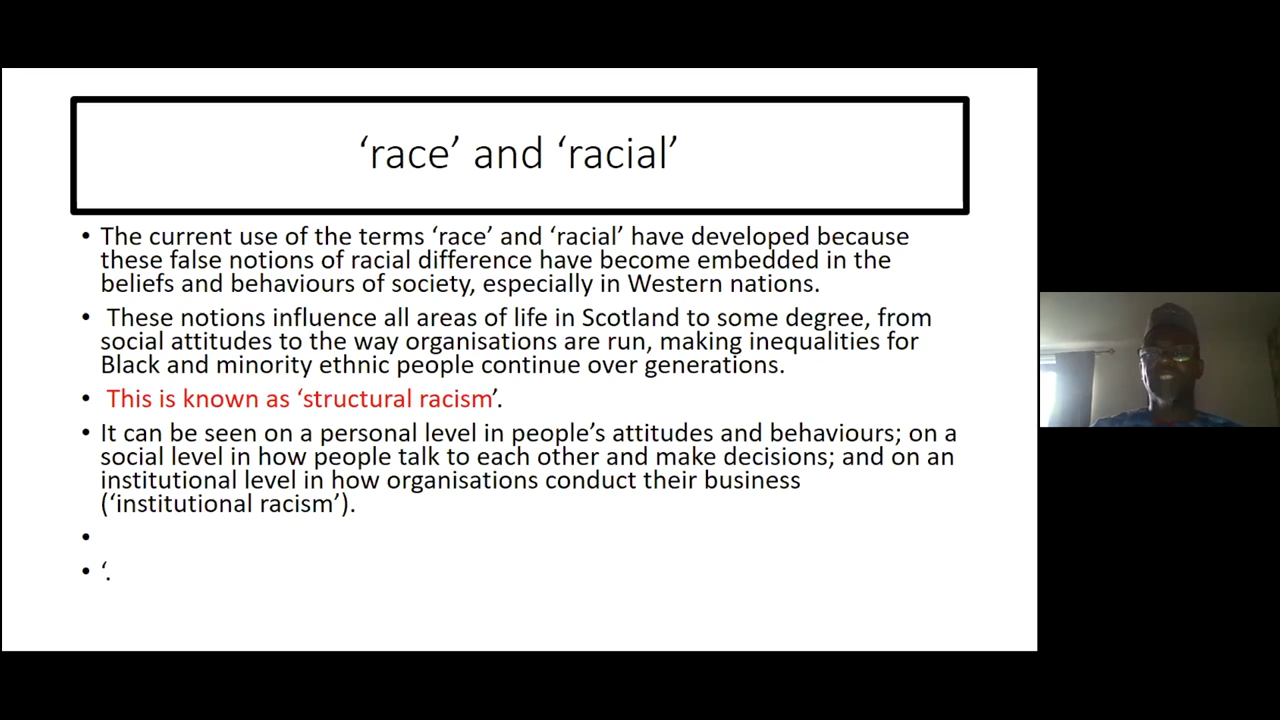 ‘race’ and ‘racial’
• The current use of the terms ‘race’ and ‘racial’ have developed because
these false notions of racial difference have become embedded in the
beliefs and behaviours of society, especially in Western nations.
• These notions influence all areas of life in Scotland to some degree, from
social attitudes to the way organisations are run, making inequalities for
Black and minority ethnic people continue over generations.
• This is known as ‘structural racism’.
• It can be seen on a personal level in people’s attitudes and behaviours; on a
social level in how people talk to each other and make decisions; and on an
institutional level in how organisations conduct their business
(‘institutional racism’).
•
• ‘.